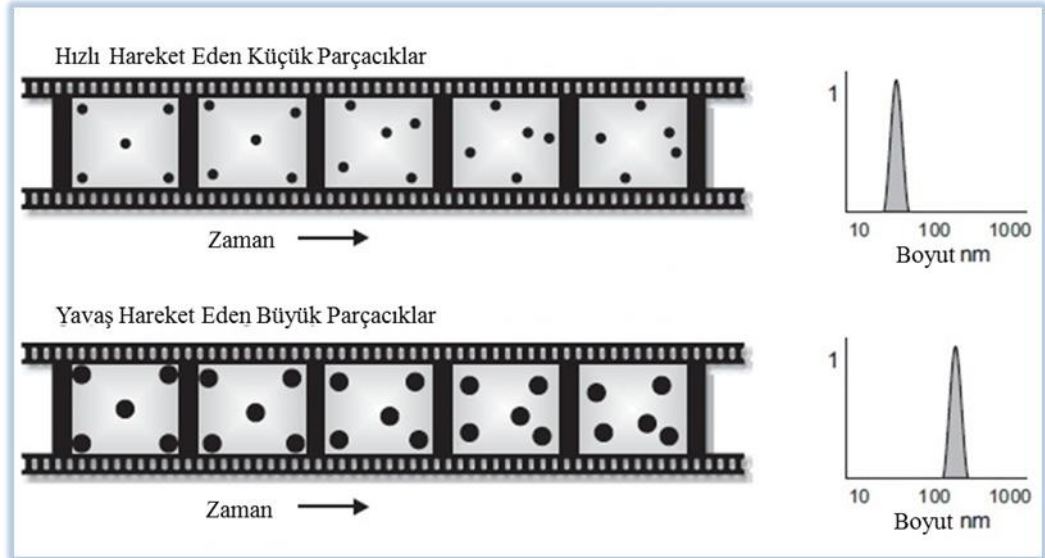 Hızlı Hareket Eden Küçük Parçacıklar
1
10 100 1000
Boyut nm
Zaman
Yavaş Hareket Eden Büyük Parçacıklar
1
10 100 1000
Boyut nm
Zaman